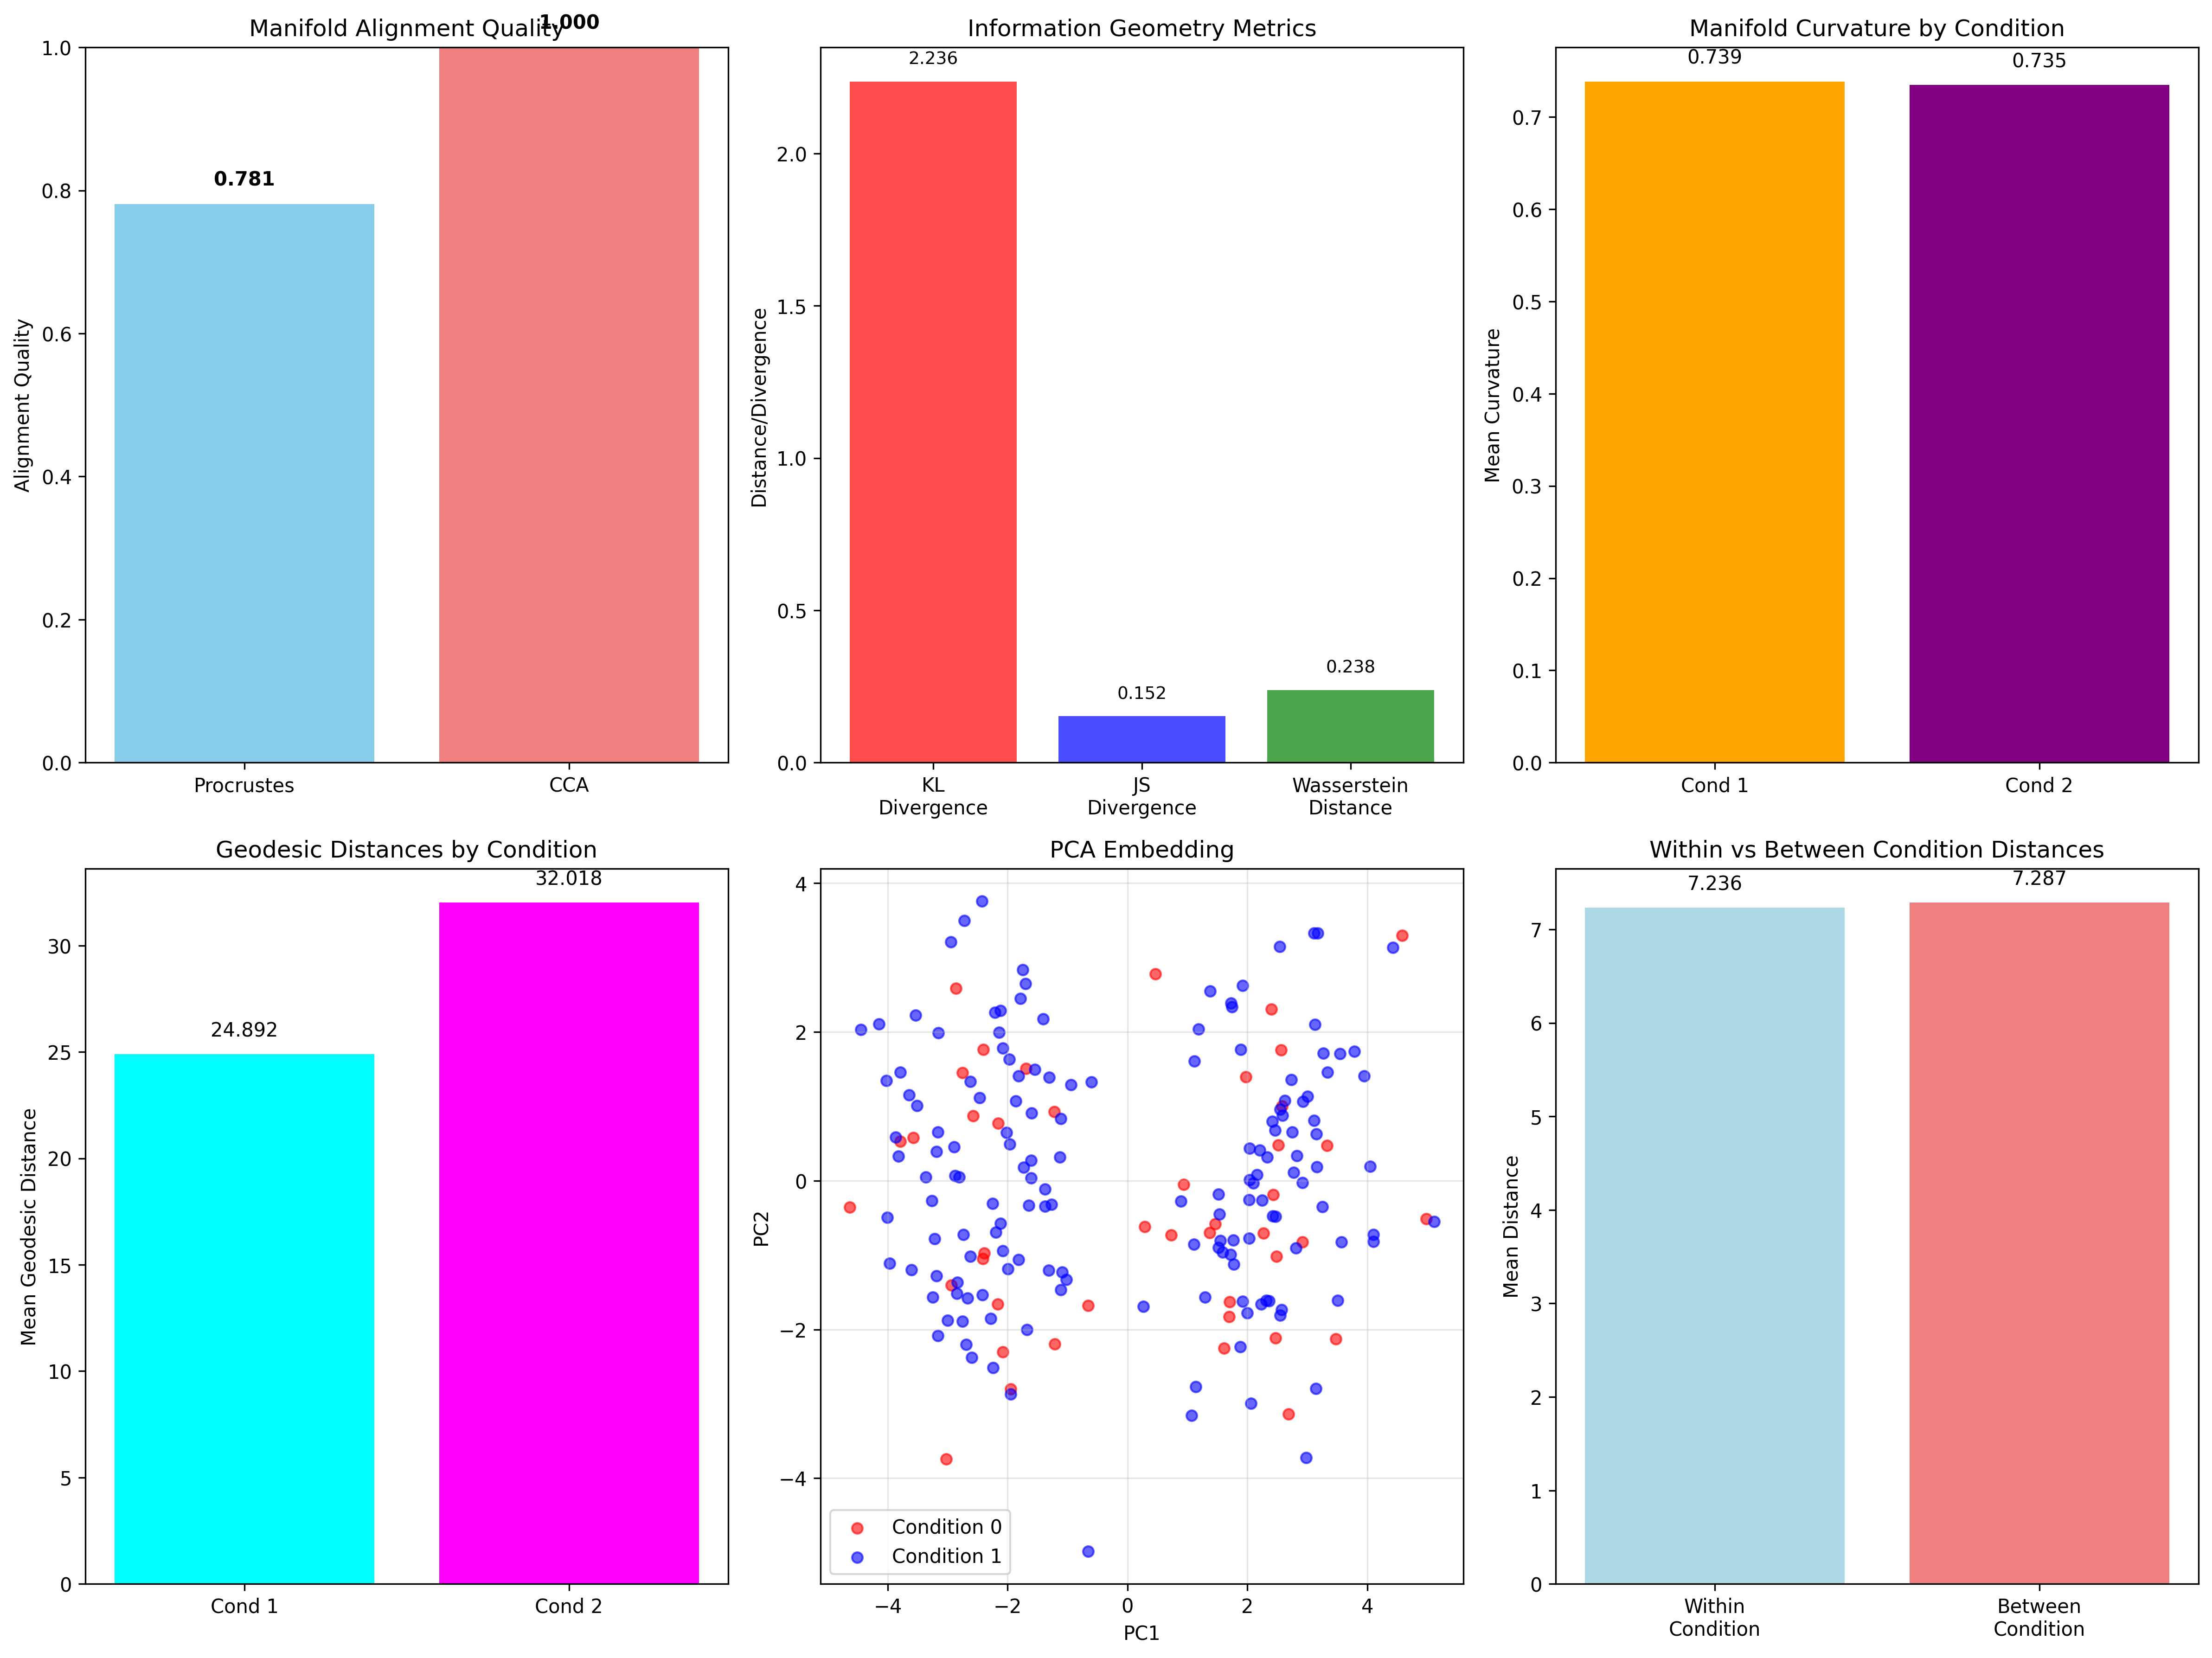 Manifold Alignment Quality
1.000
1.0
0.8
0.6
0.4
0.2
0.0
Alignment Quality
0.781
Procrustes
CCA
Information Geometry Metrics
2.236
2.0
1.5
1.0
0.5
0.0
Distance/Divergence
0.152
0.238
KL
Divergence
JS
Divergence
Wasserstein
Distance
Manifold Curvature by Condition
0.739
0.735
0.7
0.6
0.5
0.4
0.3
0.2
0.1
0.0
Mean Curvature
Cond 1
Cond 2
Geodesic Distances by Condition
32.018
24.892
30
25
20
15
10
5
0
Mean Geodesic Distance
Cond 1
Cond 2
PCA Embedding
4
2
0
−2
−4
PC2
Condition 0
Condition 1
−4
−2
0
2
4
PC1
Within vs Between Condition Distances
7.236
7.287
7
6
5
4
3
2
1
0
Mean Distance
Within
Condition
Between
Condition